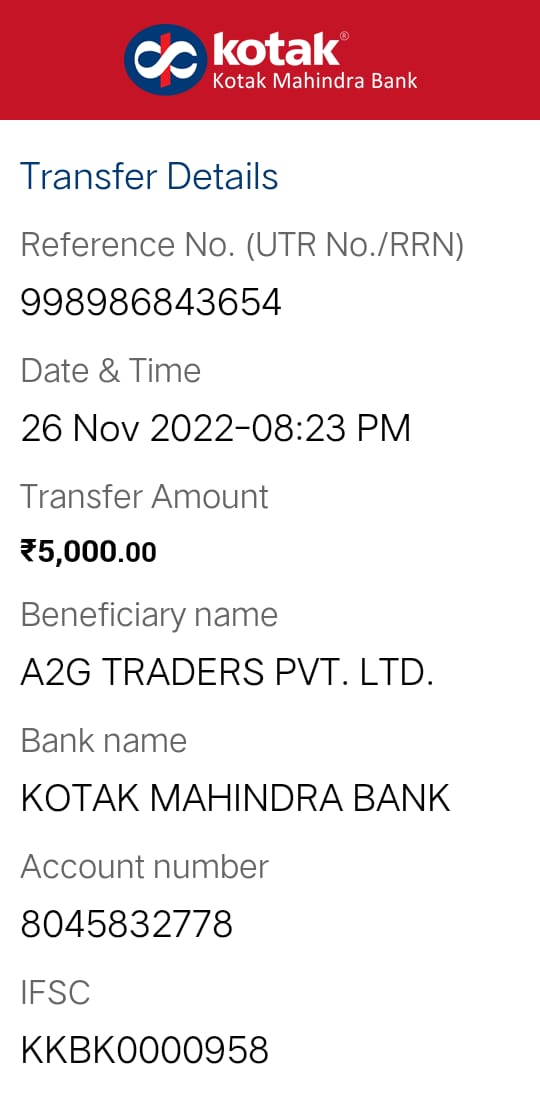 kotak®
Kotak Mahindra Bank
Transfer Details
Reference No. (UTR No./RRN)
998986843654
Date & Time
26 Nov 2022-08:23 PM
Transfer Amount
₹5,000.00
Beneficiary name
A2G TRADERS PVT. LTD.
Bank name
KOTAK MAHINDRA BANK
Account number
8045832778
IFSC
KKBK0000958